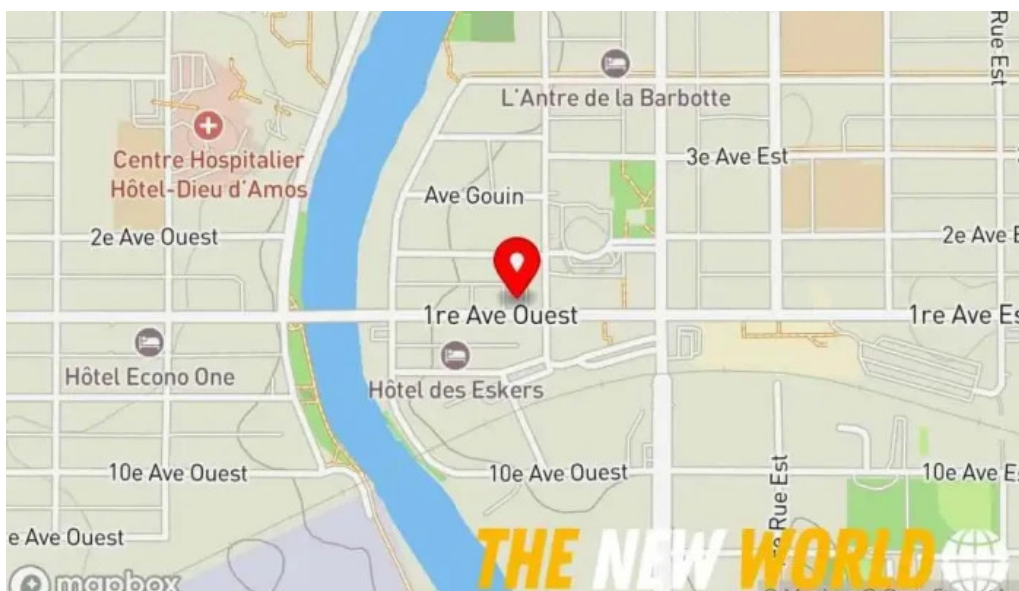 Rue Est
L'Antre de la Barbotte
Centre Hospitalier
Hôtel-Dieu d'Amos
3e Ave Est
Ave Gouin
2e Ave Ouest
2e Ave E
1re Ave Ouest
1re Ave Es
Hôtel Econo One
Hôtel des Eskers
10e Ave Ouest
10e Ave Ouest
10e Ave E
Rue Est
e Ave Ouest
THE NEW WORLD
mapbox